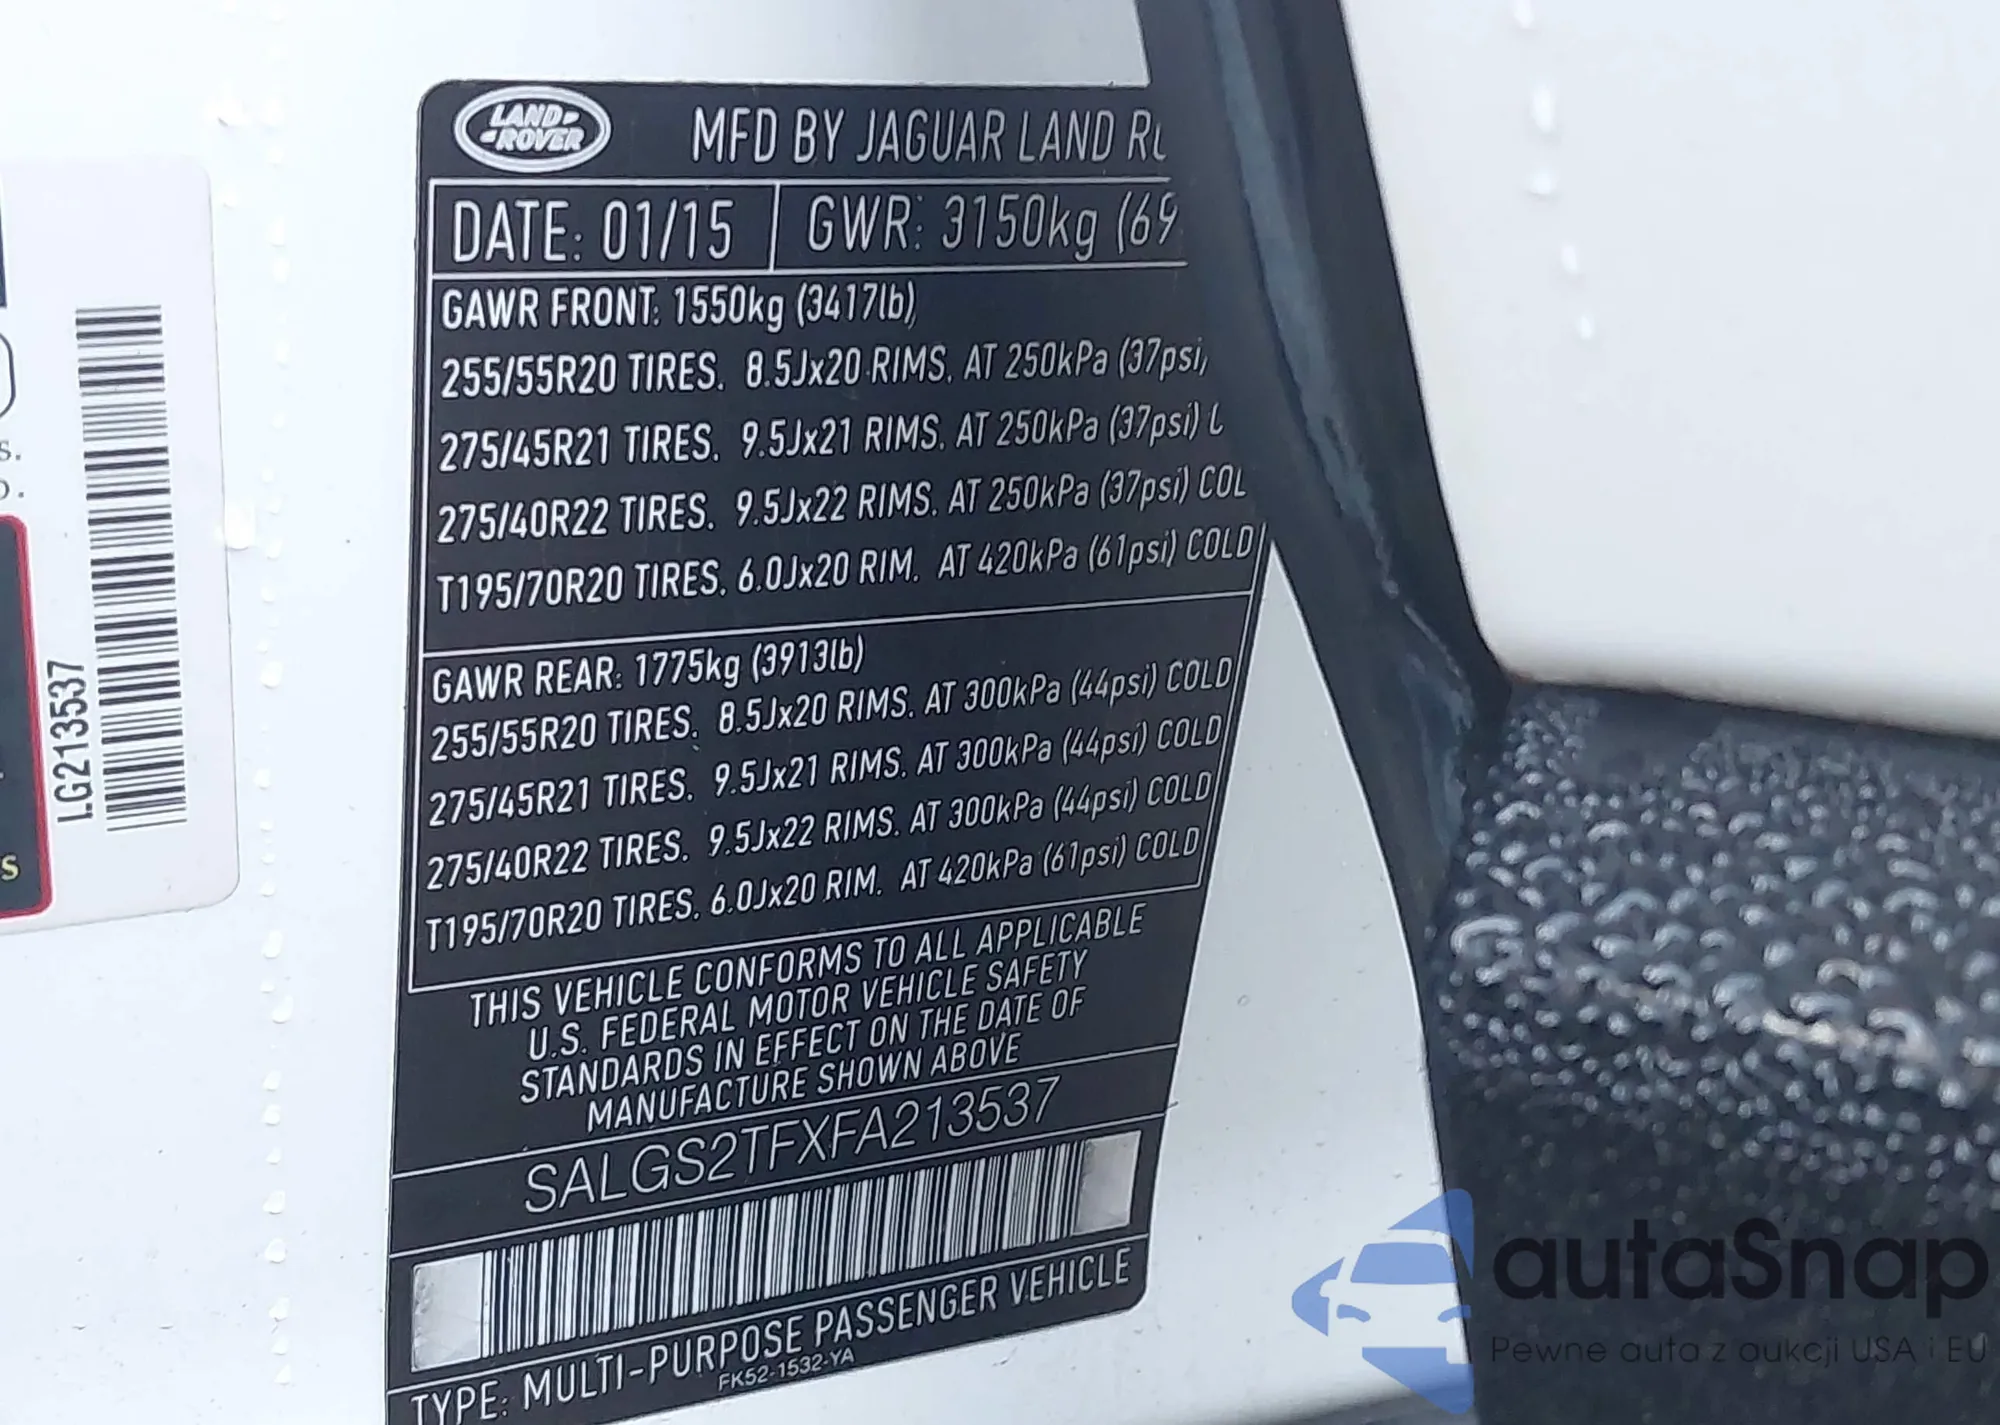 LAND ROVER
MFD BY JAGUAR LAND
DATE: 01/15
GWR: 3150kg (69
GAWR FRONT: 1550kg (3417lb)
255/55R20 TIRES. 8.5Jx20 RIMS. AT 250kPa (37psi,
275/45R21 TIRES. 9.5Jx21 RIMS. AT 250kPa (37psi)
275/40R22 TIRES. 9.5Jx22 RIMS. AT 250kPa (37psi) COL
T195/70R20 TIRES. 6.0Jx20 RIM. AT 420kPa (61psi) COLD
GAWR REAR: 1775kg (3913lb)
255/55R20 TIRES. 8.5Jx20 RIMS. AT 300kPa (44psi) COLD
275/45R21 TIRES. 9.5Jx21 RIMS. AT 300kPa (44psi) COLD
275/40R22 TIRES. 9.5Jx22 RIMS. AT 300kPa (44psi) COLD
T195/70R20 TIRES. 6.0Jx20 RIM. AT 420kPa (61psi) COLD
THIS VEHICLE CONFORMS TO ALL APPLICABLE
U.S. FEDERAL MOTOR VEHICLE SAFETY
STANDARDS IN EFFECT ON THE DATE OF
MANUFACTURE SHOWN ABOVE
SALGS2TFXFA213537
TYPE: MULTI-PURPOSE PASSENGER VEHICLE
FK52-1532-YA
LG213537
autaSnap
Pewne auta z aukcji USA i EU